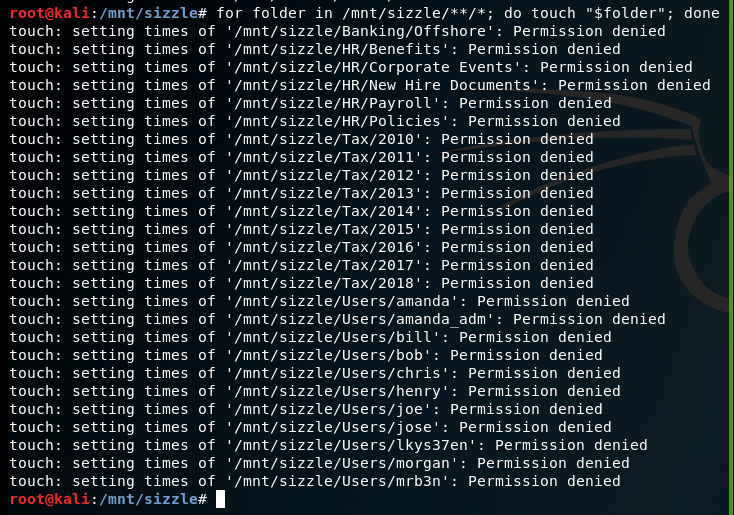 root@kali:/mnt/sizzle# for folder in /mnt/sizzle/**/*; do touch "$folder"; done
touch: setting times of '/mnt/sizzle/Banking/Offshore': Permission denied
touch: setting times of '/mnt/sizzle/HR/Benefits': Permission denied
touch: setting times of '/mnt/sizzle/HR/Corporate Events': Permission denied
touch: setting times of '/mnt/sizzle/HR/New Hire Documents': Permission denied
touch: setting times of '/mnt/sizzle/HR/Payroll': Permission denied
touch: setting times of '/mnt/sizzle/HR/Policies': Permission denied
touch: setting times of '/mnt/sizzle/Tax/2010': Permission denied
touch: setting times of '/mnt/sizzle/Tax/2011': Permission denied
touch: setting times of '/mnt/sizzle/Tax/2012': Permission denied
touch: setting times of '/mnt/sizzle/Tax/2013': Permission denied
touch: setting times of '/mnt/sizzle/Tax/2014': Permission denied
touch: setting times of '/mnt/sizzle/Tax/2015': Permission denied
touch: setting times of '/mnt/sizzle/Tax/2016': Permission denied
touch: setting times of '/mnt/sizzle/Tax/2017': Permission denied
touch: setting times of '/mnt/sizzle/Tax/2018': Permission denied
touch: setting times of '/mnt/sizzle/Users/amanda': Permission denied
touch: setting times of '/mnt/sizzle/Users/amanda_adm': Permission denied
touch: setting times of '/mnt/sizzle/Users/bill': Permission denied
touch: setting times of '/mnt/sizzle/Users/bob': Permission denied
touch: setting times of '/mnt/sizzle/Users/chris': Permission denied
touch: setting times of '/mnt/sizzle/Users/henry': Permission denied
touch: setting times of '/mnt/sizzle/Users/joe': Permission denied
touch: setting times of '/mnt/sizzle/Users/jose': Permission denied
touch: setting times of '/mnt/sizzle/Users/lkys37en': Permission denied
touch: setting times of '/mnt/sizzle/Users/morgan': Permission denied
touch: setting times of '/mnt/sizzle/Users/mrb3n': Permission denied
root@kali:/mnt/sizzle#